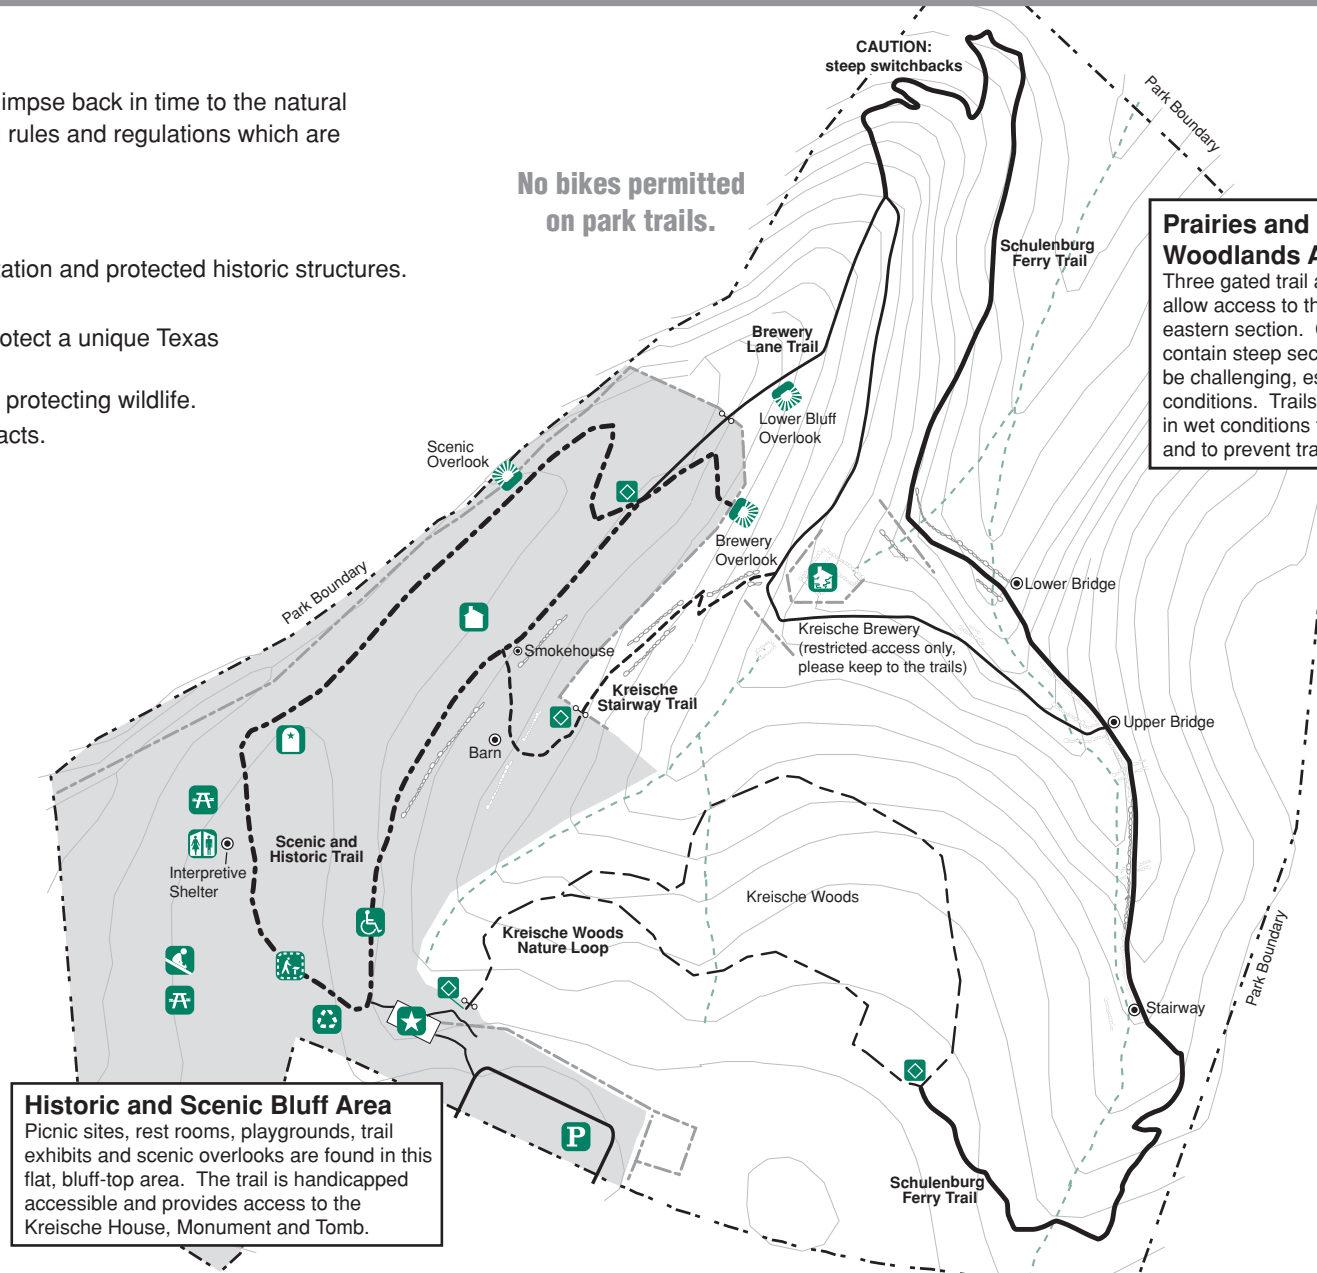 impse back in time to the natural
rules and regulations which are
ation and protected historic structures.
otect a unique Texas
protecting wildlife.
acts.
No bikes permitted
on park trails.
CAUTION:
steep switchbacks
Park Boundary
Schulenburg
Ferry Trail
Prairies and
Woodlands A
Three gated trail a
allow access to th
eastern section.
contain steep sec
be challenging, es
conditions. Trails
in wet conditions
and to prevent tra
Brewery
Lane Trail
Lower Bluff
Overlook
Scenic
Overlook
Brewery
Overlook
Park Boundary
Lower Bridge
Kreische Brewery
(restricted access only,
please keep to the trails)
Smokehouse
Kreische
Stairway Trail
Upper Bridge
Barn
Scenic and
Historic Trail
Interpretive
Shelter
Kreische Woods
Kreische Woods
Nature Loop
Park Boundary
Stairway
P
Schulenburg
Ferry Trail
Historic and Scenic Bluff Area
Picnic sites, rest rooms, playgrounds, trail
exhibits and scenic overlooks are found in this
flat, bluff-top area. The trail is handicapped
accessible and provides access to the
Kreische House, Monument and Tomb.